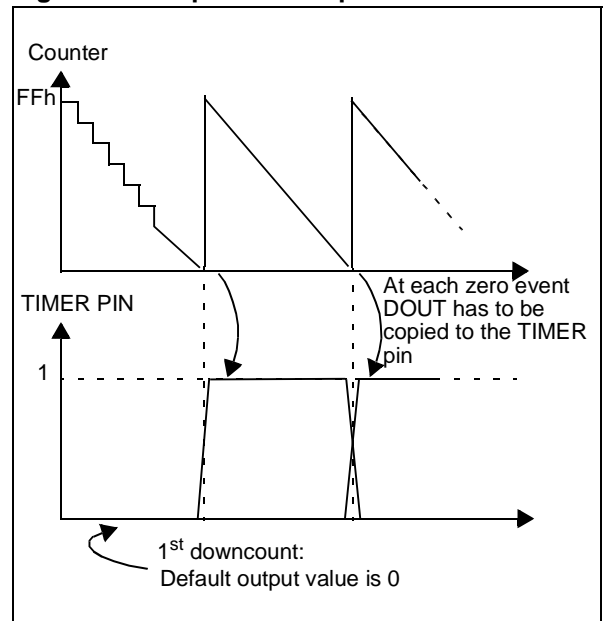 Counter
FFh
At each zero event
DOUT has to be
copied to the TIMER
pin
TIMER PIN
1
1st downcount:
Default output value is 0